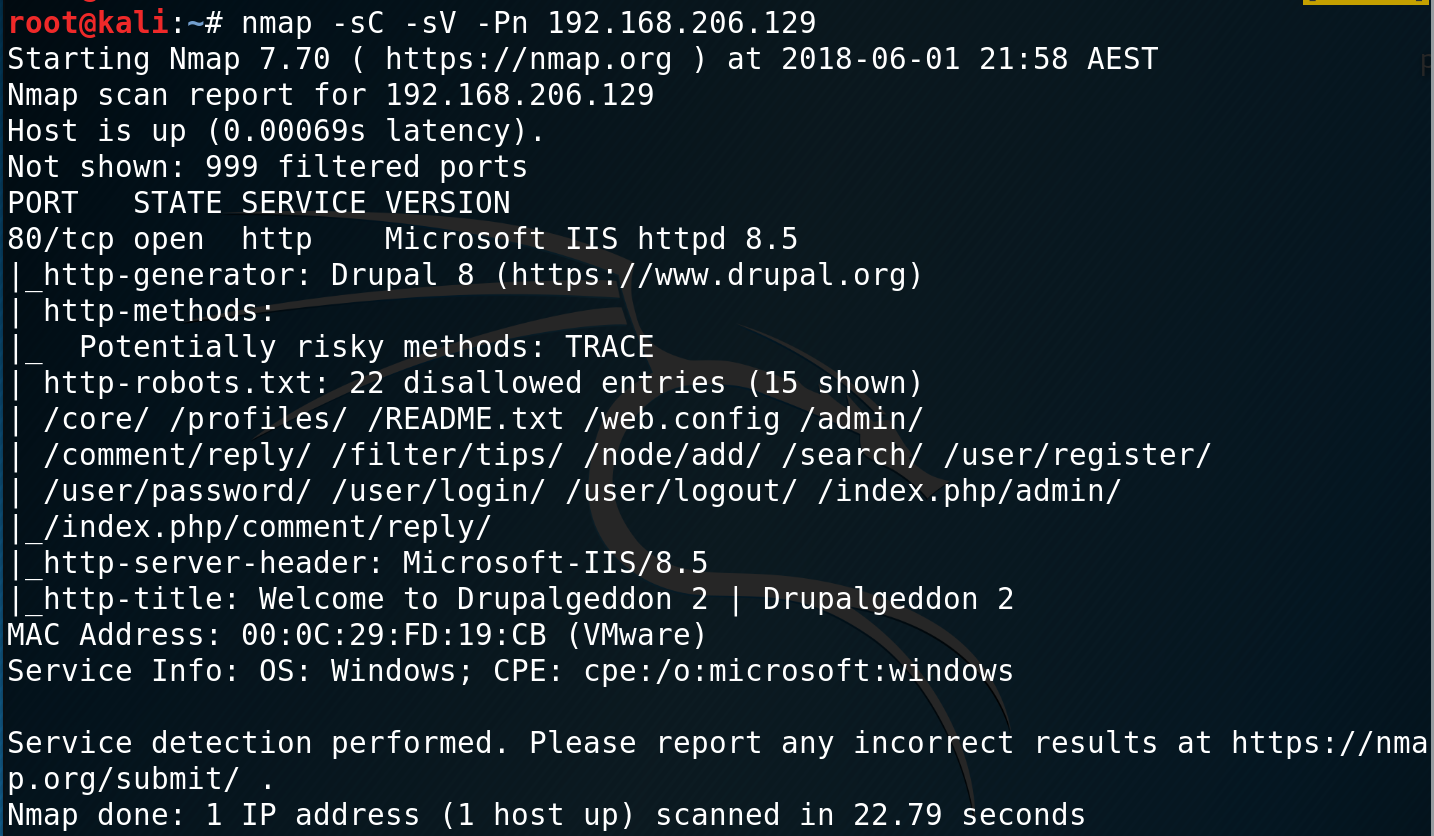 root@kali:~# nmap -sC -sV -Pn 192.168.206.129
Starting Nmap 7.70 ( https://nmap.org ) at 2018-06-01 21:58 AEST
Nmap scan report for 192.168.206.129
Host is up (0.00069s latency).
Not shown: 999 filtered ports
PORT   STATE SERVICE VERSION
80/tcp open  http    Microsoft IIS httpd 8.5
|_http-generator: Drupal 8 (https://www.drupal.org)
| http-methods:
|_  Potentially risky methods: TRACE
| http-robots.txt: 22 disallowed entries (15 shown)
| /core/ /profiles/ /README.txt /web.config /admin/
| /comment/reply/ /filter/tips/ /node/add/ /search/ /user/register/
| /user/password/ /user/login/ /user/logout/ /index.php/admin/
|_/index.php/comment/reply/
|_http-server-header: Microsoft-IIS/8.5
|_http-title: Welcome to Drupalgeddon 2 | Drupalgeddon 2
MAC Address: 00:0C:29:FD:19:CB (VMware)
Service Info: OS: Windows; CPE: cpe:/o:microsoft:windows

Service detection performed. Please report any incorrect results at https://nma
p.org/submit/ .
Nmap done: 1 IP address (1 host up) scanned in 22.79 seconds